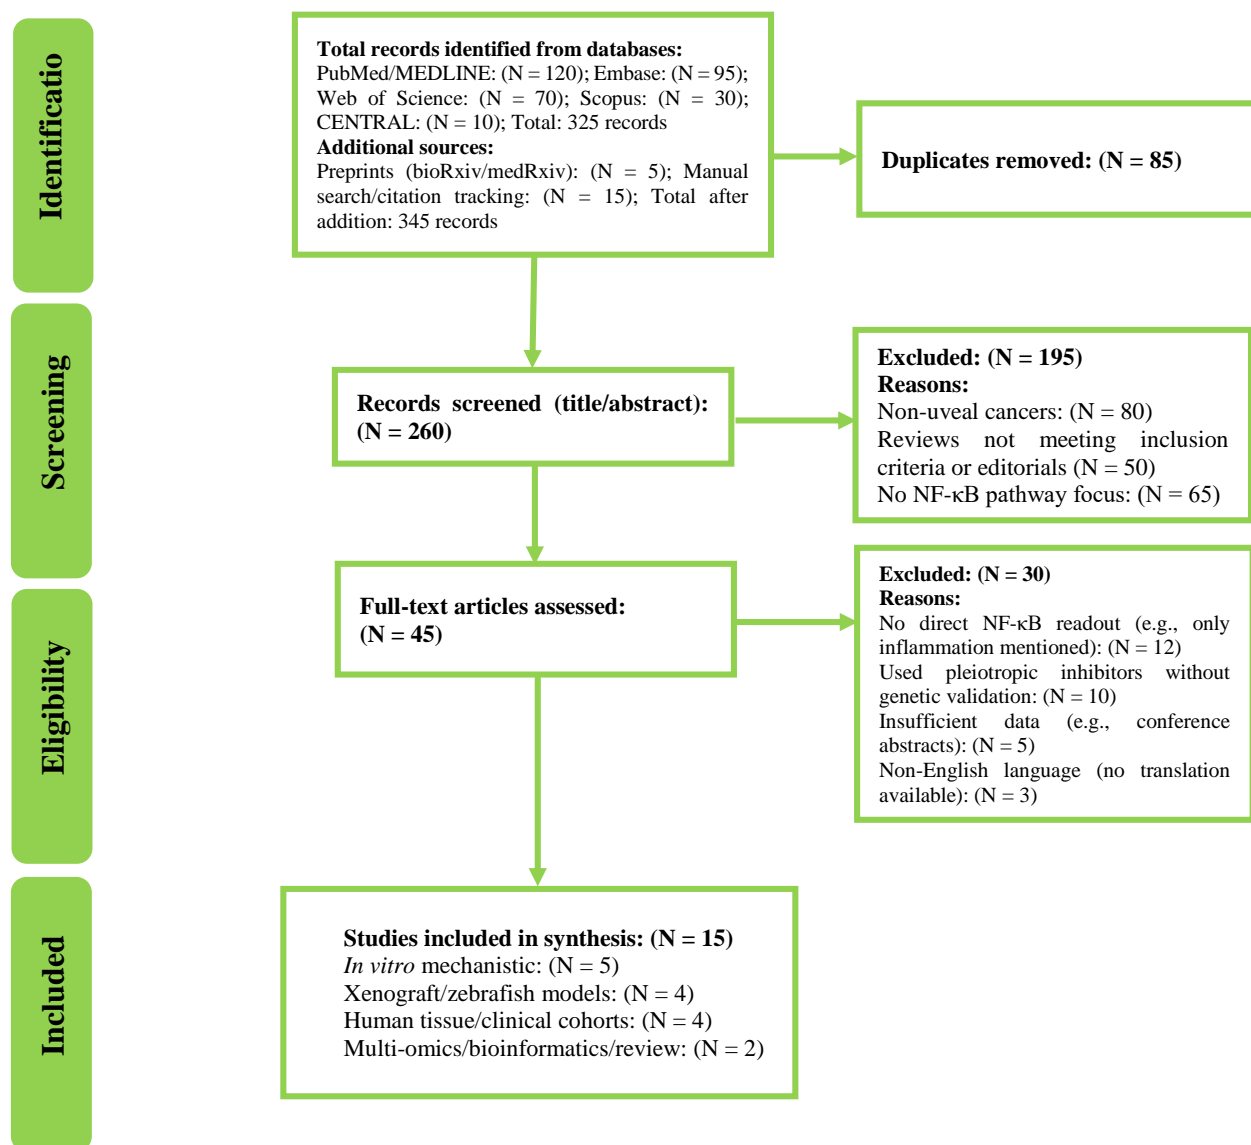 Identificatio
Total records identified from databases:
PubMed/MEDLINE: (N = 120); Embase: (N = 95);
Web of Science: (N = 70); Scopus: (N = 30);
CENTRAL: (N = 10); Total: 325 records
Additional sources:
Preprints (bioRxiv/medRxiv): (N = 5); Manual
search/citation tracking: (N = 15); Total after
addition: 345 records
Duplicates removed: (N = 85)
Screening
Records screened (title/abstract):
(N = 260)
Excluded: (N = 195)
Reasons:
Non-uveal cancers: (N = 80)
Reviews not meeting inclusion
criteria or editorials (N = 50)
No NF-κB pathway focus: (N = 65)
Eligibility
Full-text articles assessed:
(N = 45)
Excluded: (N = 30)
Reasons:
No direct NF-κB readout (e.g., only
inflammation mentioned): (N = 12)
Used pleiotropic inhibitors without
genetic validation: (N = 10)
Insufficient data (e.g., conference
abstracts): (N = 5)
Non-English language (no translation
available): (N = 3)
Included
Studies included in synthesis: (N = 15)
In vitro mechanistic: (N = 5)
Xenograft/zebrafish models: (N = 4)
Human tissue/clinical cohorts: (N = 4)
Multi-omics/bioinformatics/review: (N = 2)